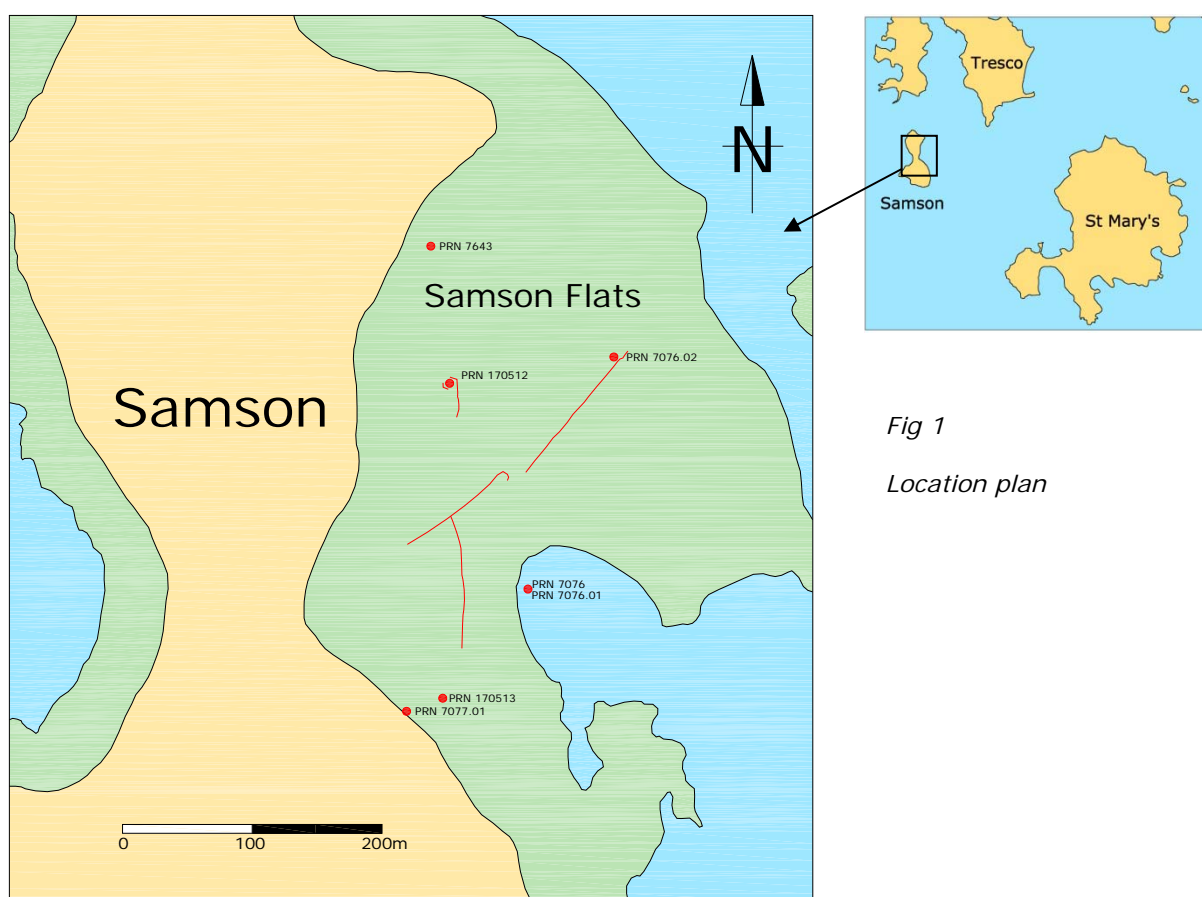 N
PRN 7643
Samson Flats
PRN 7076.02
PRN 170512
Samson
PRN 7076
PRN 7076.01
PRN 170513
PRN 7077.01
0 100 200m
Tresco
Samson
St Mary's
Fig 1
Location plan